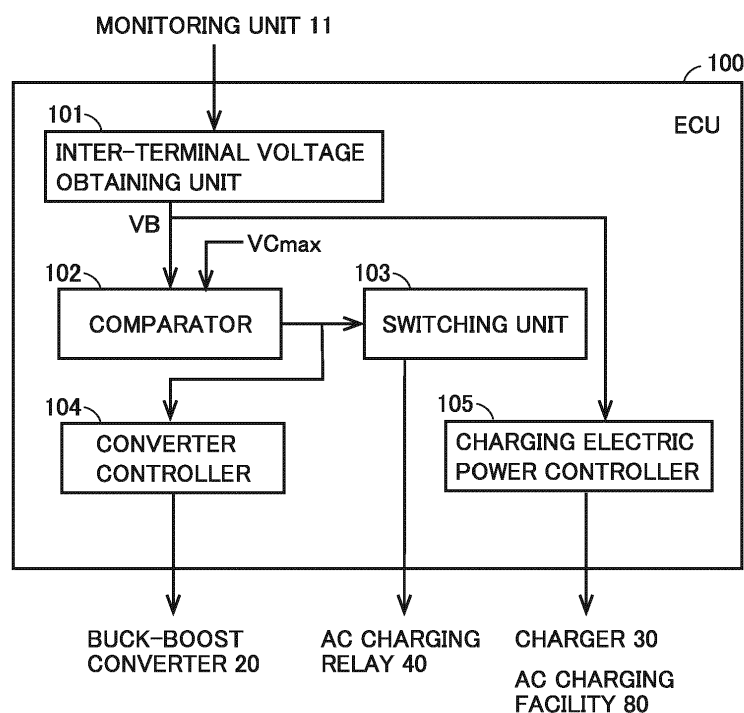 MONITORING UNIT 11
100
ECU
101
INTER-TERMINAL VOLTAGE
OBTAINING UNIT
VB
VCmax
102
COMPARATOR
103
SWITCHING UNIT
104
CONVERTER
CONTROLLER
105
CHARGING ELECTRIC
POWER CONTROLLER
BUCK-BOOST
CONVERTER 20
AC CHARGING
RELAY 40
CHARGER 30
AC CHARGING
FACILITY 80